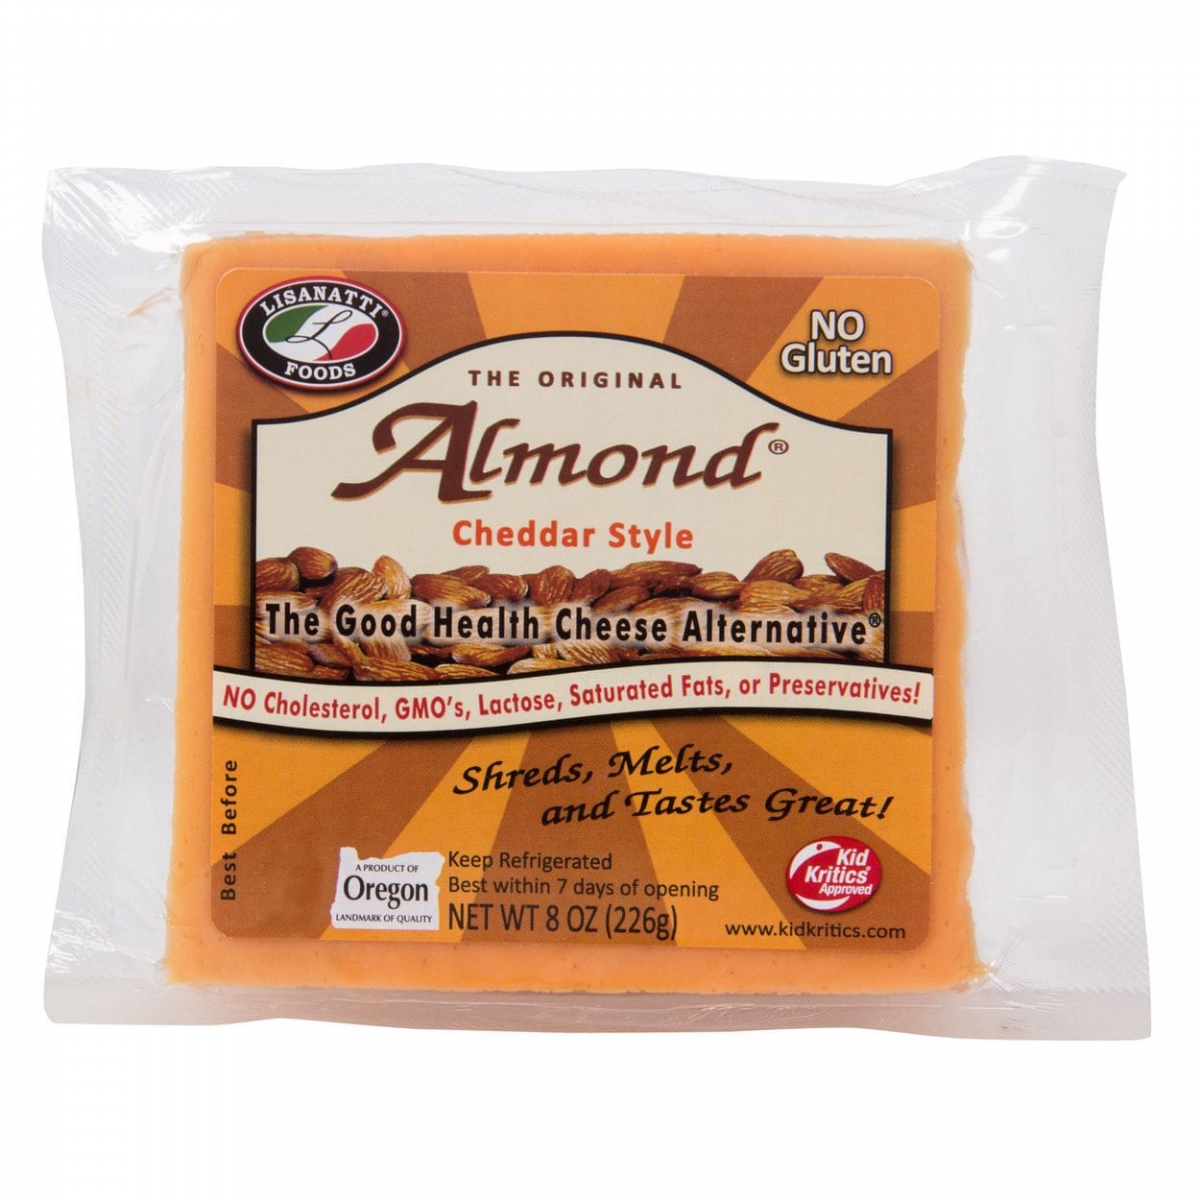 LISANATTI®
FOODS
NO
Gluten
THE ORIGINAL
Almond®
Cheddar Style
The Good Health Cheese Alternative®
NO Cholesterol, GMO's, Lactose, Saturated Fats, or Preservatives!
Shreds, Melts,
and Tastes Great!
Best Before
A PRODUCT OF
Oregon
LANDMARK OF QUALITY
Keep Refrigerated
Best within 7 days of opening
NET WT 8 OZ (226g)
Kid
Kritics®
Approved
www.kidkritics.com